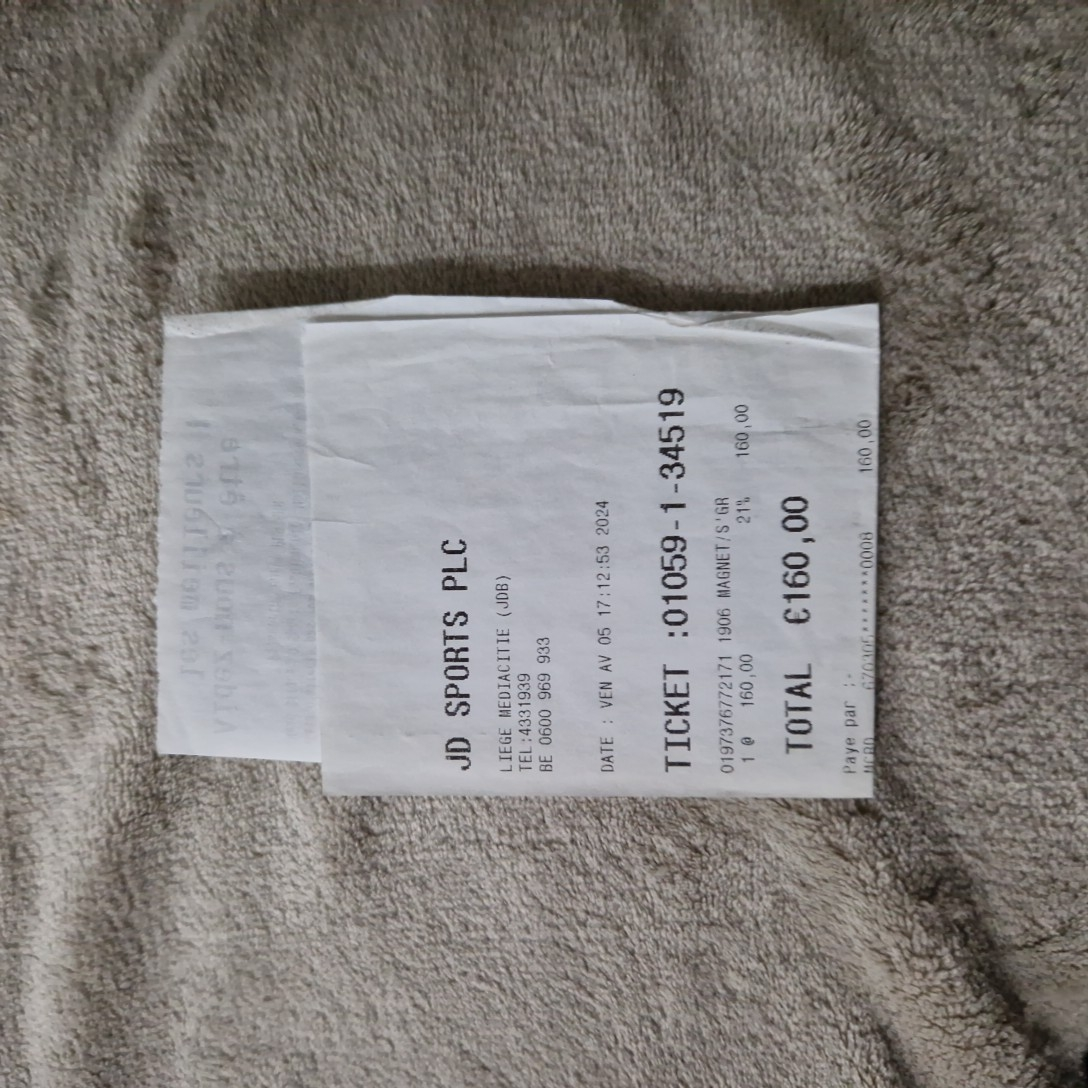 JD SPORTS PLC
LIEGE MEDIACITIE (JDB)
TEL:4331939
BE 0600 969 933
DATE : VEN AV 05 17:12:53 2024
TICKET :01059-1-34519
0197376772171 1906 MAGNET/S'GR
1 @ 160,00 21% 160,00
TOTAL €160,00
Paye par :-
160,00